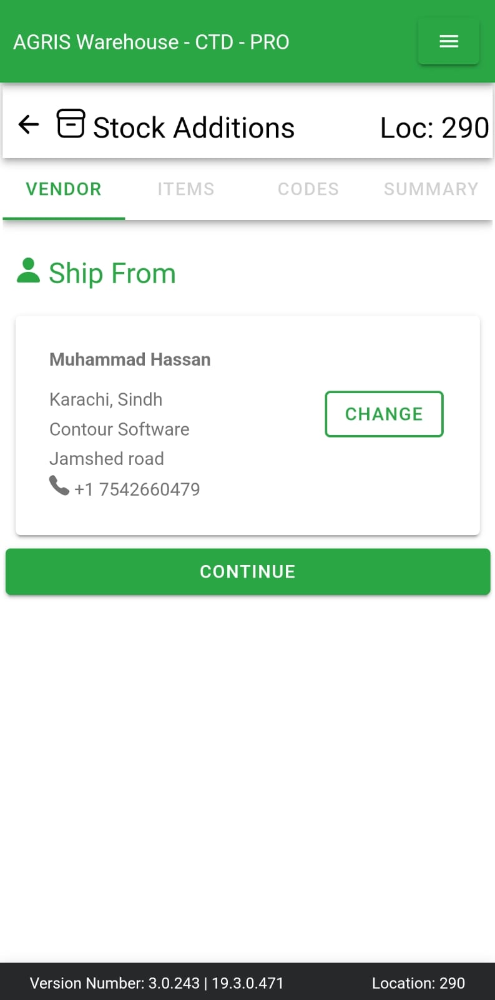 AGRIS Warehouse - CTD - PRO
Stock Additions Loc: 290
VENDOR ITEMS CODES SUMMARY
Ship From
Muhammad Hassan
Karachi, Sindh
Contour Software
Jamshed road
+1 7542660479
CHANGE
CONTINUE
Version Number: 3.0.243 | 19.3.0.471 Location: 290